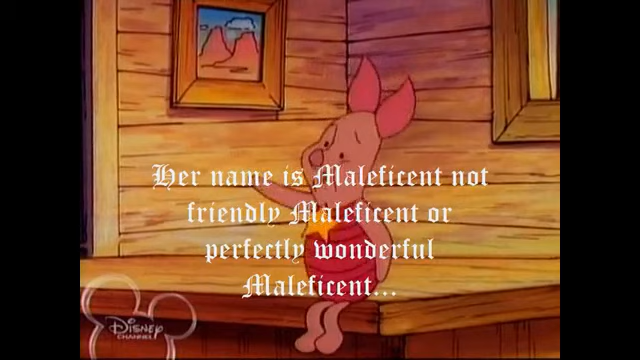 Her name is Maleficent not
friendly Maleficent or
perfectly wonderful
Maleficent...
Disney
CHANNEL